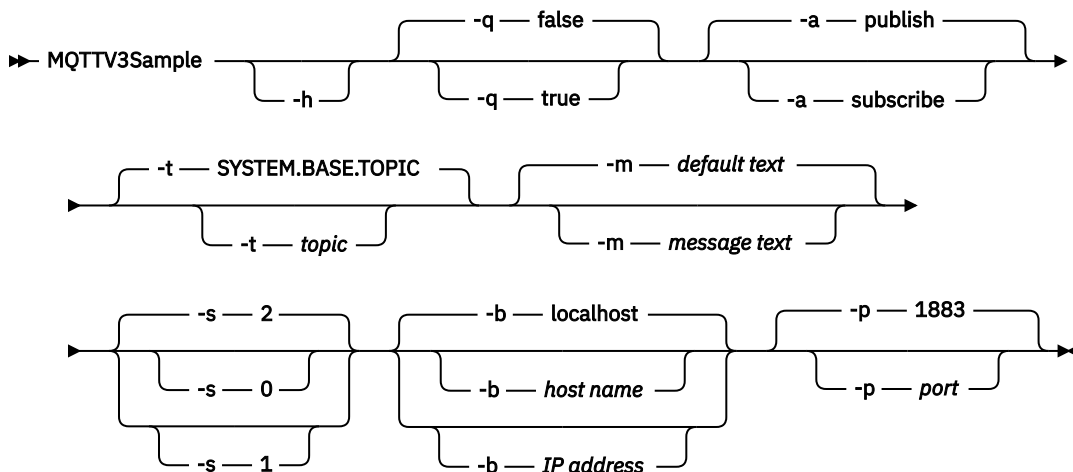 -q false -a publish
MQTTV3Sample
-h -q true -a subscribe
-t SYSTEM.BASE.TOPIC -m default text
-t topic -m message text
-s 2 -b localhost -p 1883
-s 0 -b host name -p port
-s 1 -b IP address